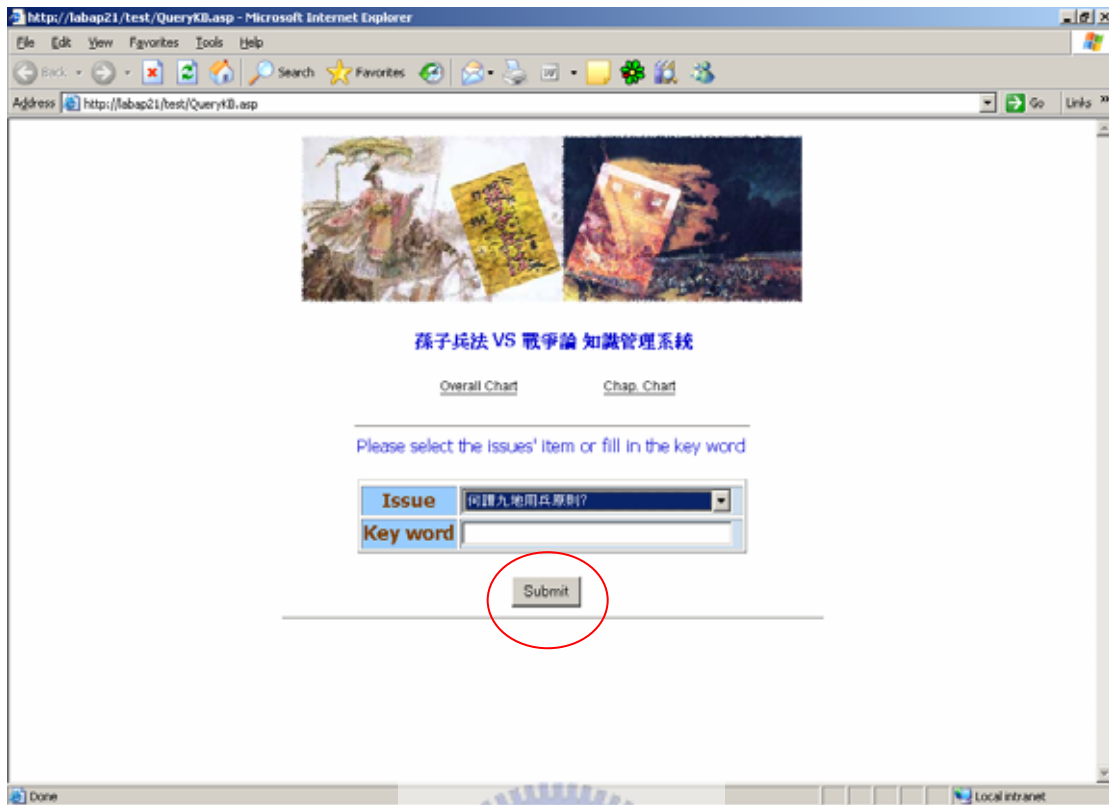 http://labap21/test/QueryKB.asp - Microsoft Internet Explorer
File Edit View Favorites Tools Help
Back Search Favorites
Address http://labap21/test/QueryKB.asp Go Links »
孫子兵法 VS 戰爭論 知識管理系統
Overall Chart Chap. Chart
Please select the issues' item or fill in the key word
Issue 何謂九地用兵原則?
Key word
Submit
Done Local intranet